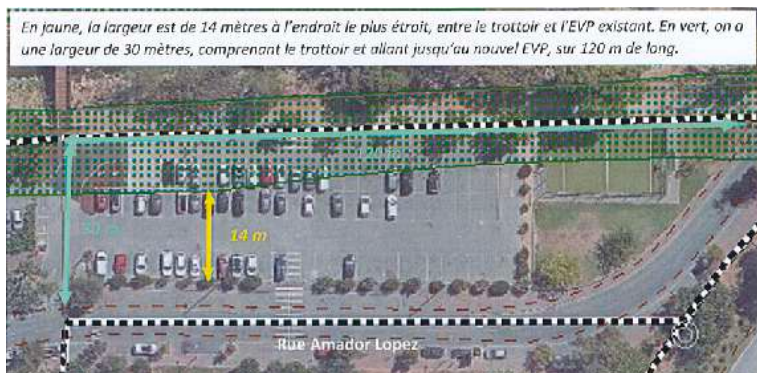 En jaune, la largeur est de 14 mètres à l'endroit le plus étroit, entre le trottoir et l'EVP existant. En vert, on a
une largeur de 30 mètres, comprenant le trottoir et allant jusqu'au nouvel EVP, sur 120 m de long.
30 m
14 m
Rue Amador Lopez